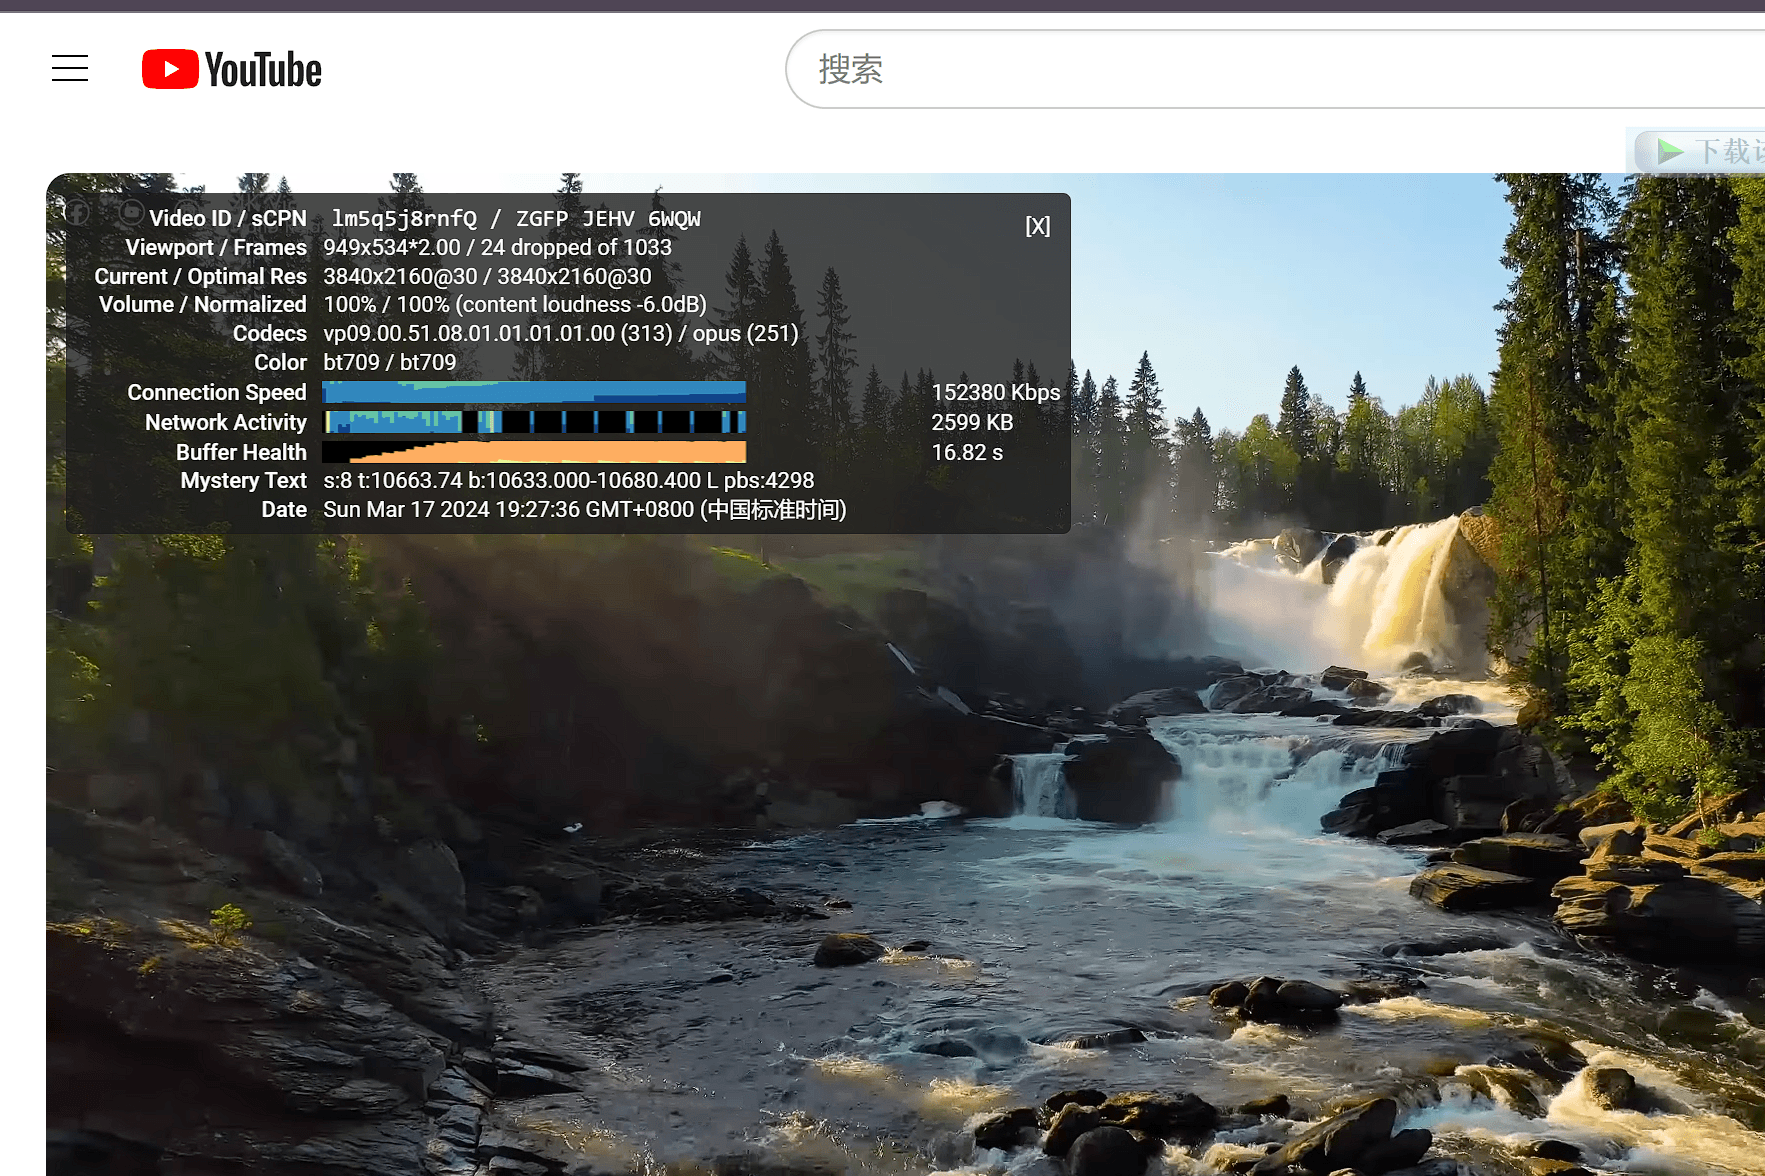 YouTube
搜索
下载
Video ID / sCPN lm5q5j8rnfQ / ZGFP JEHV 6WQW
[X]
Viewport / Frames 949x534*2.00 / 24 dropped of 1033
Current / Optimal Res 3840x2160@30 / 3840x2160@30
Volume / Normalized 100% / 100% (content loudness -6.0dB)
Codecs vp09.00.51.08.01.01.01.01.00 (313) / opus (251)
Color bt709 / bt709
Connection Speed 152380 Kbps
Network Activity 2599 KB
Buffer Health 16.82 s
Mystery Text s:8 t:10663.74 b:10633.000-10680.400 L pbs:4298
Date Sun Mar 17 2024 19:27:36 GMT+0800 (中国标准时间)